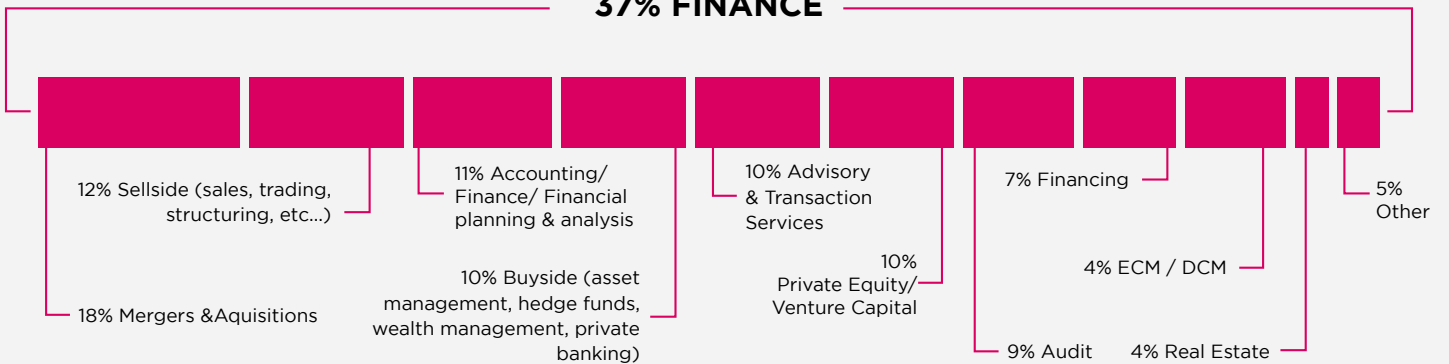 37% FINANCE
12% Sellside (sales, trading,
structuring, etc...)
18% Mergers &Aquisitions
11% Accounting/
Finance/ Financial
planning & analysis
10% Buyside (asset
management, hedge funds,
wealth management, private
banking)
10% Advisory
& Transaction
Services
10%
Private Equity/
Venture Capital
7% Financing
9% Audit
4% ECM / DCM
4% Real Estate
5%
Other